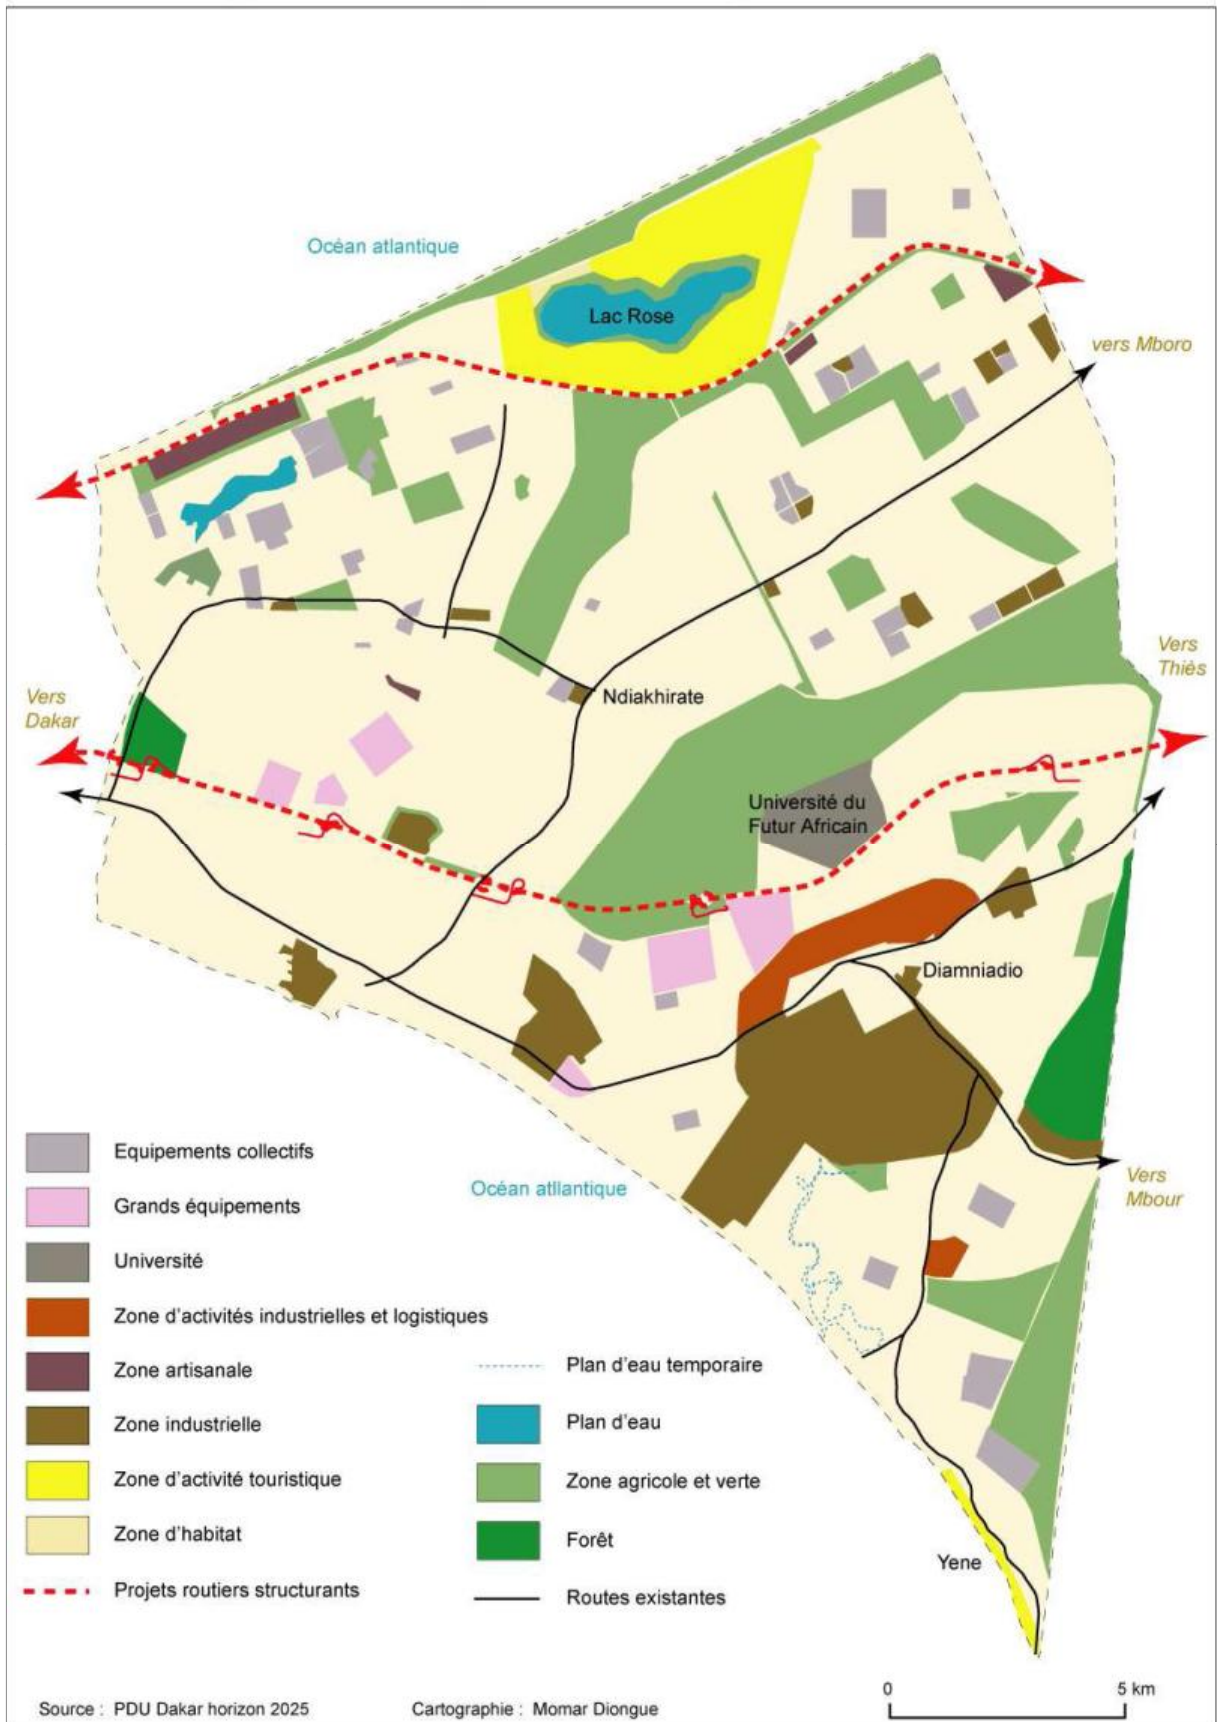 Océan atlantique
Lac Rose
vers Mboro
Vers
Thiès
Vers
Dakar
Ndiakhirate
Université du
Futur Africain
Diamniadio
Océan atllantique
Vers
Mbour
Yene
Equipements collectifs
Grands équipements
Université
Zone d'activités industrielles et logistiques
Zone artisanale
Zone industrielle
Zone d'activité touristique
Zone d'habitat
Projets routiers structurants
Plan d'eau temporaire
Plan d'eau
Zone agricole et verte
Forêt
Routes existantes
Source : PDU Dakar horizon 2025
Cartographie : Momar Diongue
0 5 km